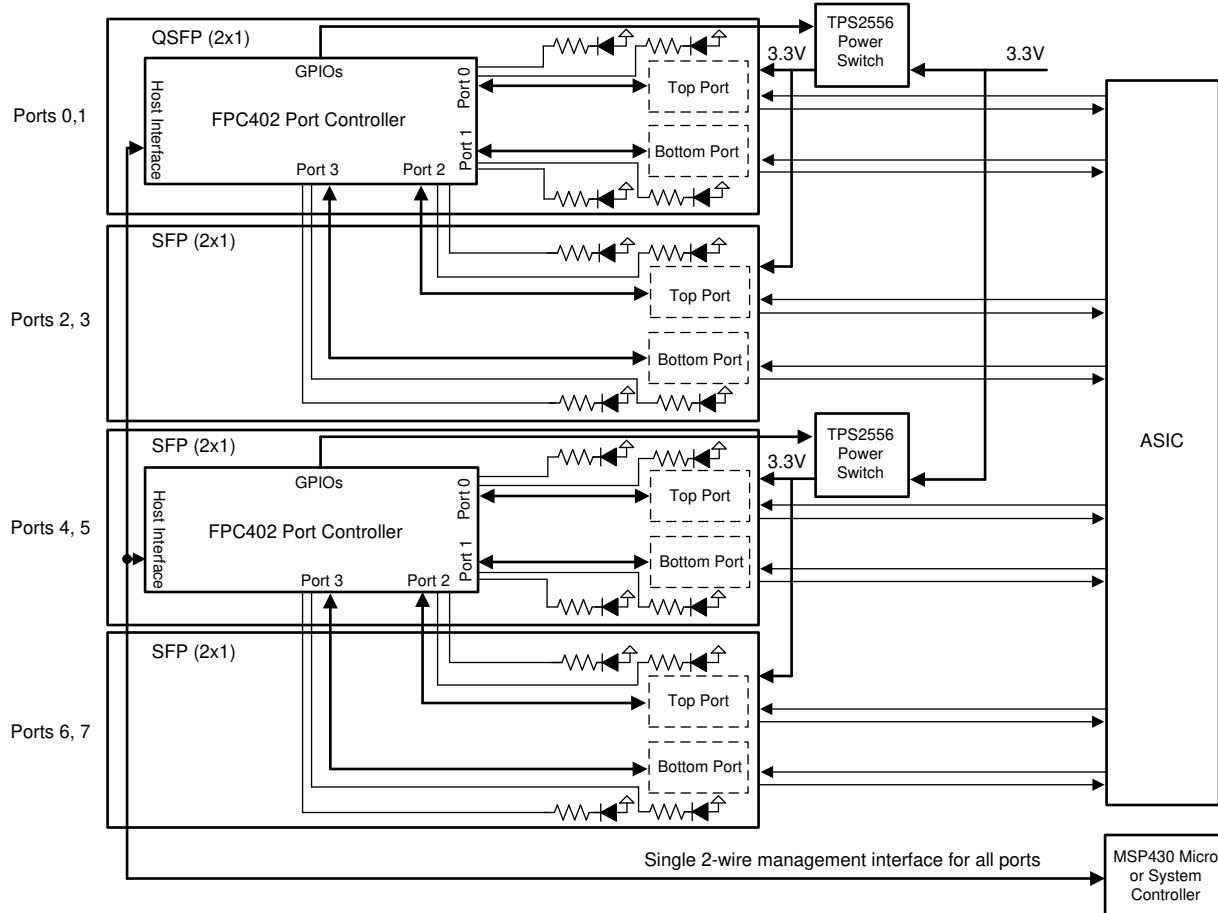 QSFP (2x1)
TPS2556
Power
Switch
3.3V
3.3V
GPIOs
Port 0
Top Port
Ports 0,1
Host Interface
FPC402 Port Controller
Port 1
Bottom Port
Port 3
Port 2
SFP (2x1)
Top Port
Ports 2, 3
Bottom Port
SFP (2x1)
TPS2556
Power
Switch
3.3V
ASIC
GPIOs
Port 0
Top Port
Ports 4, 5
Host Interface
FPC402 Port Controller
Port 1
Bottom Port
Port 3
Port 2
SFP (2x1)
Top Port
Ports 6, 7
Bottom Port
Single 2-wire management interface for all ports
MSP430 Micro
or System
Controller